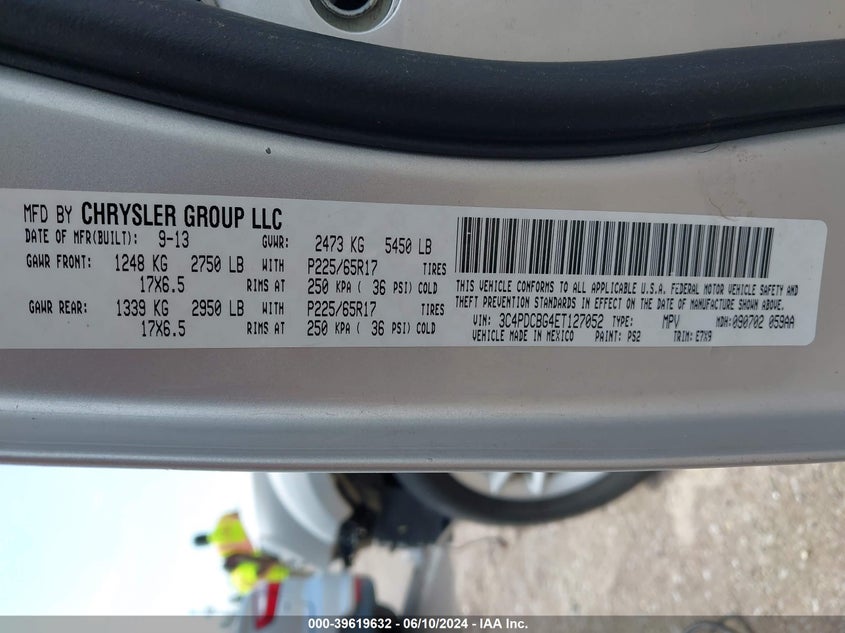 MFD BY CHRYSLER GROUP LLC
DATE OF MFR(BUILT): 9-13 GVWR: 2473 KG 5450 LB
GAWR FRONT: 1248 KG 2750 LB WITH P225/65R17 TIRES
17X6.5 RIMS AT 250 KPA ( 36 PSI) COLD
GAWR REAR: 1339 KG 2950 LB WITH P225/65R17 TIRES
17X6.5 RIMS AT 250 KPA ( 36 PSI) COLD
THIS VEHICLE CONFORMS TO ALL APPLICABLE U.S.A. FEDERAL MOTOR VEHICLE SAFETY AND
THEFT PREVENTION STANDARDS IN EFFECT ON THE DATE OF MANUFACTURE SHOWN ABOVE.
VIN: 3C4PDCBG4ET127052 TYPE: MPV MDH:090702 059AA
VEHICLE MADE IN MEXICO PAINT: PS2 TRIM: E7X9
000-39619632 - 06/10/2024 - IAA Inc.